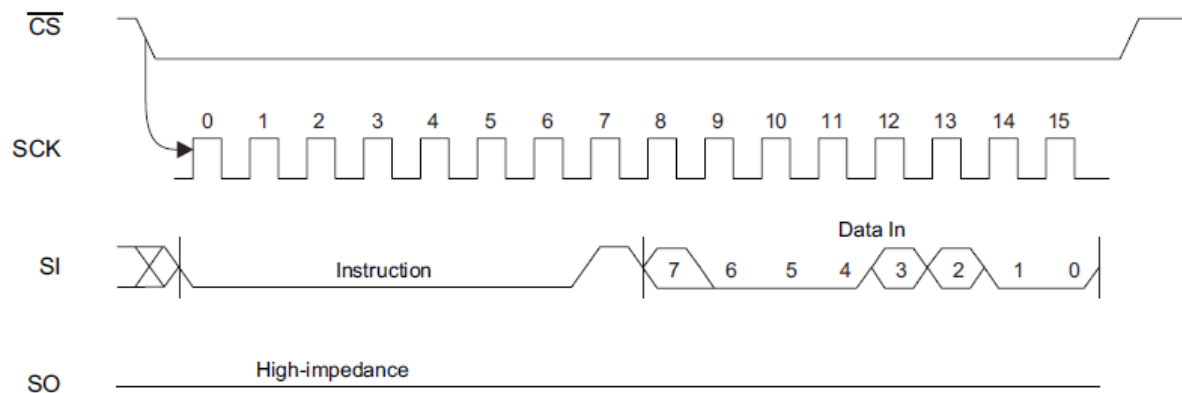 CS
0 1 2 3 4 5 6 7 8 9 10 11 12 13 14 15
SCK
Data In
SI
Instruction
7 6 5 4 3 2 1 0
High-impedance
SO